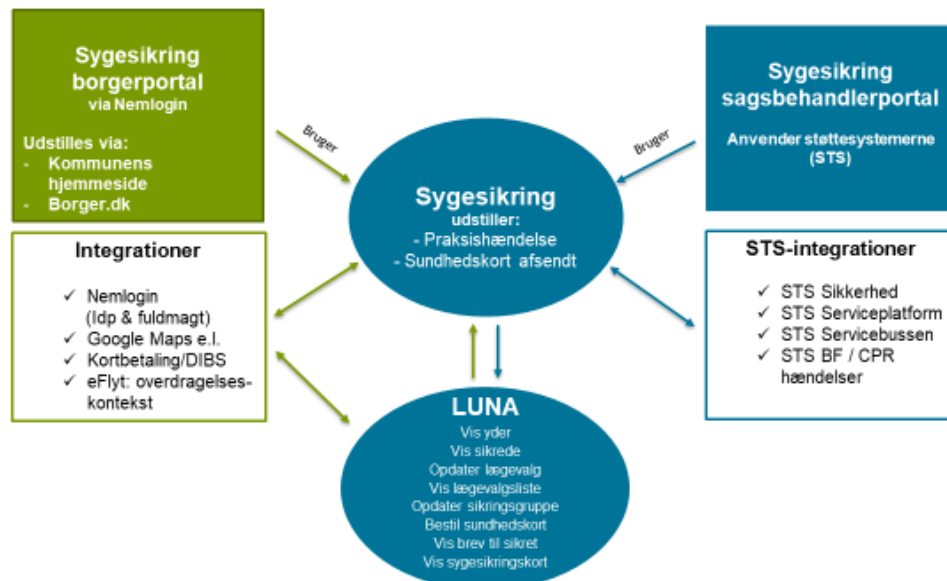 Sygesikring
borgerportal
via Nemlogin
Udstilles via:
- Kommunens
hjemmeside
- Borger.dk
Bruger
Sygesikring
udstiller:
- Praksishændelse
- Sundhedskort afsendt
Bruger
Sygesikring
sagsbehandlerportal
Anvender støttesystemerne
(STS)
Integrationer
✓ Nemlogin
(Idp & fuldmagt)
✓ Google Maps e.l.
✓ Kortbetaling/DIBS
✓ eFlyt: overdragelses-
kontekst
STS-integrationer
✓ STS Sikkerhed
✓ STS Serviceplatform
✓ STS Servicebussen
✓ STS BF / CPR
hændelser
LUNA
Vis yder
Vis sikrede
Opdater lægevalg
Vis lægevalgsliste
Opdater sikringsgruppe
Bestil sundhedskort
Vis brev til sikret
Vis sygesikringskort